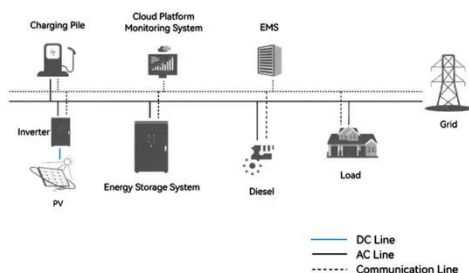 Charging Pile
Cloud Platform
Monitoring System
EMS
Grid
Inverter
PV
Energy Storage System
Diesel
Load
DC Line
AC Line
Communication Line